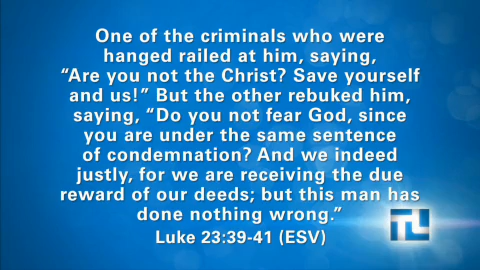 One of the criminals who were
hanged railed at him, saying,
“Are you not the Christ? Save yourself
and us!” But the other rebuked him,
saying, “Do you not fear God, since
you are under the same sentence
of condemnation? And we indeed
justly, for we are receiving the due
reward of our deeds; but this man has
done nothing wrong.”
Luke 23:39-41 (ESV)